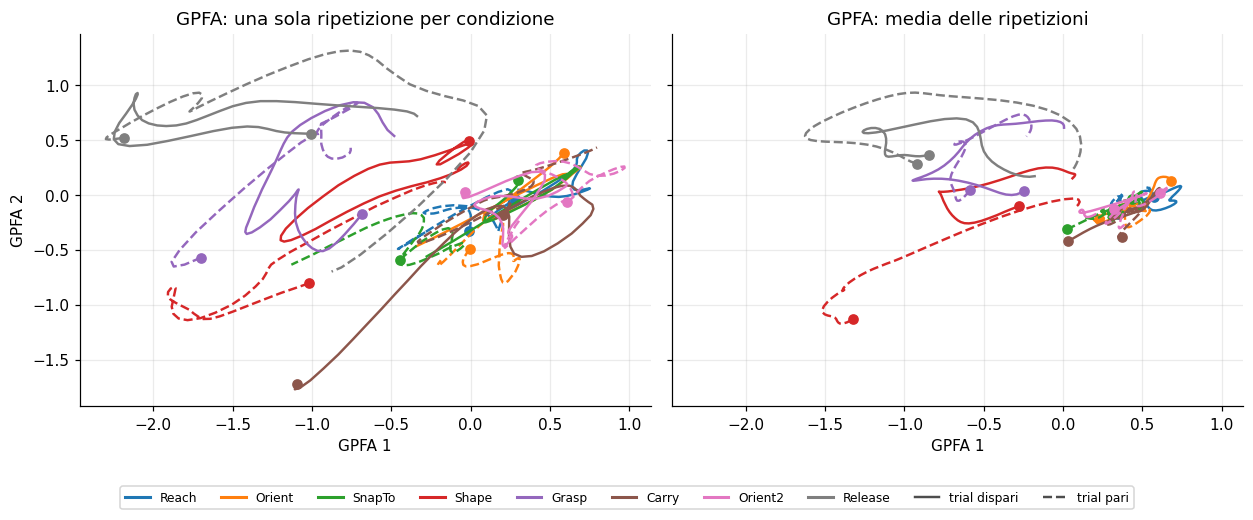 GPFA: una sola ripetizione per condizione
GPFA: media delle ripetizioni
GPFA 2
1.0
0.5
0.0
−0.5
−1.0
−1.5
−2.0 −1.5 −1.0 −0.5 0.0 0.5 1.0
−2.0 −1.5 −1.0 −0.5 0.0 0.5 1.0
GPFA 1
GPFA 1
Reach Orient SnapTo Shape Grasp Carry Orient2 Release trial dispari trial pari